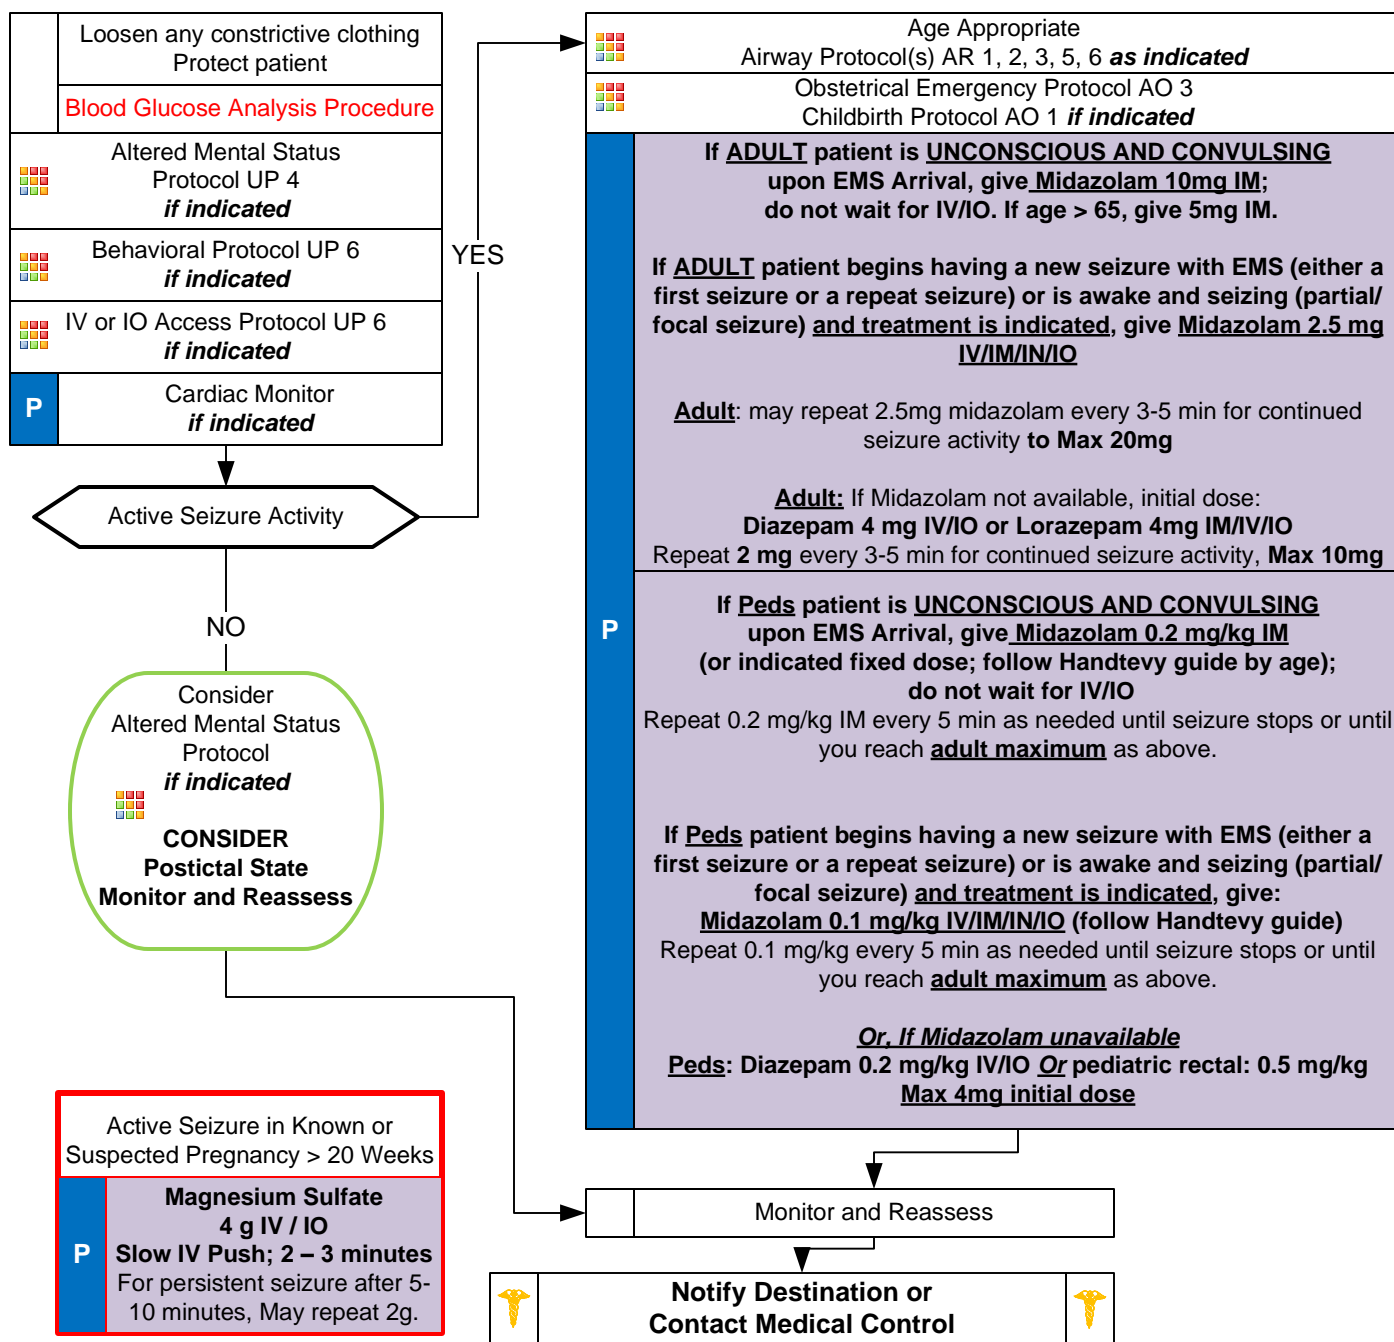 Loosen any constrictive clothing
Protect patient
Blood Glucose Analysis Procedure
Altered Mental Status
Protocol UP 4
if indicated
Behavioral Protocol UP 6
if indicated
IV or IO Access Protocol UP 6
if indicated
P
Cardiac Monitor
if indicated
Active Seizure Activity
YES
NO
Consider
Altered Mental Status
Protocol
if indicated
CONSIDER
Postictal State
Monitor and Reassess
Active Seizure in Known or
Suspected Pregnancy > 20 Weeks
P
Magnesium Sulfate
4 g IV / IO
Slow IV Push; 2 – 3 minutes
For persistent seizure after 5-
10 minutes, May repeat 2g.
Age Appropriate
Airway Protocol(s) AR 1, 2, 3, 5, 6 as indicated
Obstetrical Emergency Protocol AO 3
Childbirth Protocol AO 1 if indicated
P
If ADULT patient is UNCONSCIOUS AND CONVULSING
upon EMS Arrival, give Midazolam 10mg IM;
do not wait for IV/IO. If age > 65, give 5mg IM.
If ADULT patient begins having a new seizure with EMS (either a
first seizure or a repeat seizure) or is awake and seizing (partial/
focal seizure) and treatment is indicated, give Midazolam 2.5 mg
IV/IM/IN/IO
Adult: may repeat 2.5mg midazolam every 3-5 min for continued
seizure activity to Max 20mg
Adult: If Midazolam not available, initial dose:
Diazepam 4 mg IV/IO or Lorazepam 4mg IM/IV/IO
Repeat 2 mg every 3-5 min for continued seizure activity, Max 10mg
If Peds patient is UNCONSCIOUS AND CONVULSING
upon EMS Arrival, give Midazolam 0.2 mg/kg IM
(or indicated fixed dose; follow Handtevy guide by age);
do not wait for IV/IO
Repeat 0.2 mg/kg IM every 5 min as needed until seizure stops or until
you reach adult maximum as above.
If Peds patient begins having a new seizure with EMS (either a
first seizure or a repeat seizure) or is awake and seizing (partial/
focal seizure) and treatment is indicated, give:
Midazolam 0.1 mg/kg IV/IM/IN/IO (follow Handtevy guide)
Repeat 0.1 mg/kg every 5 min as needed until seizure stops or until
you reach adult maximum as above.
Or, If Midazolam unavailable
Peds: Diazepam 0.2 mg/kg IV/IO Or pediatric rectal: 0.5 mg/kg
Max 4mg initial dose
Monitor and Reassess
Notify Destination or
Contact Medical Control